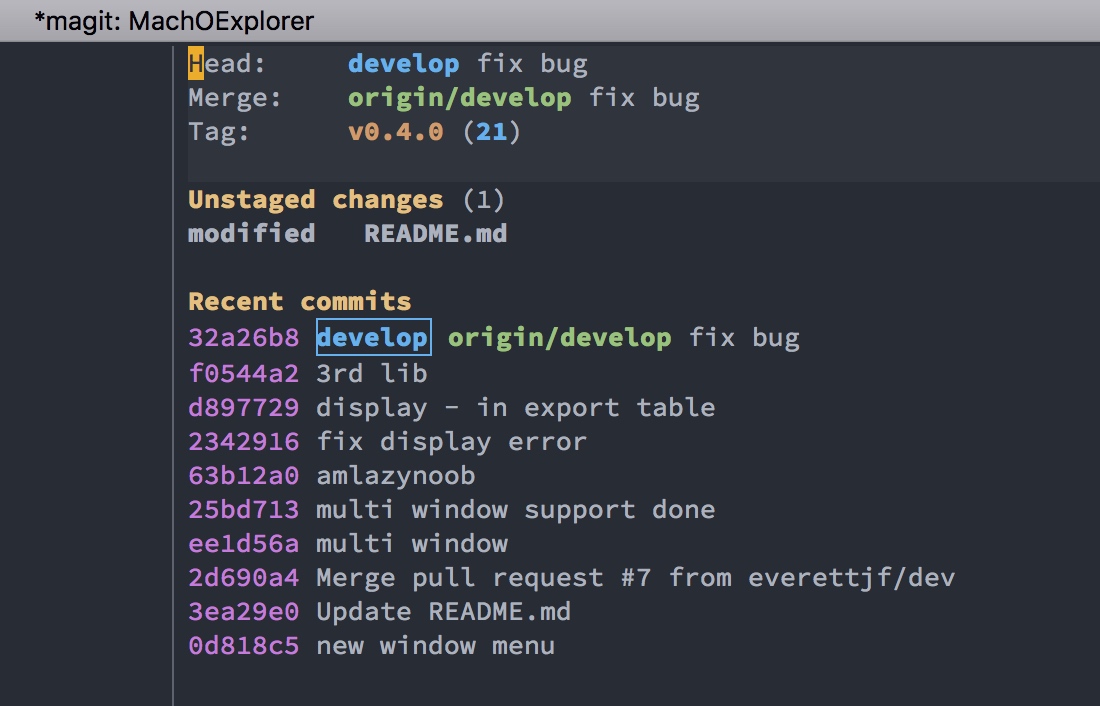 *magit: MachOExplorer
Head: develop fix bug
Merge: origin/develop fix bug
Tag: v0.4.0 (21)
Unstaged changes (1)
modified README.md
Recent commits
32a26b8 develop origin/develop fix bug
f0544a2 3rd lib
d897729 display - in export table
2342916 fix display error
63b12a0 amlazynoob
25bd713 multi window support done
ee1d56a multi window
2d690a4 Merge pull request #7 from everettjf/dev
3ea29e0 Update README.md
0d818c5 new window menu